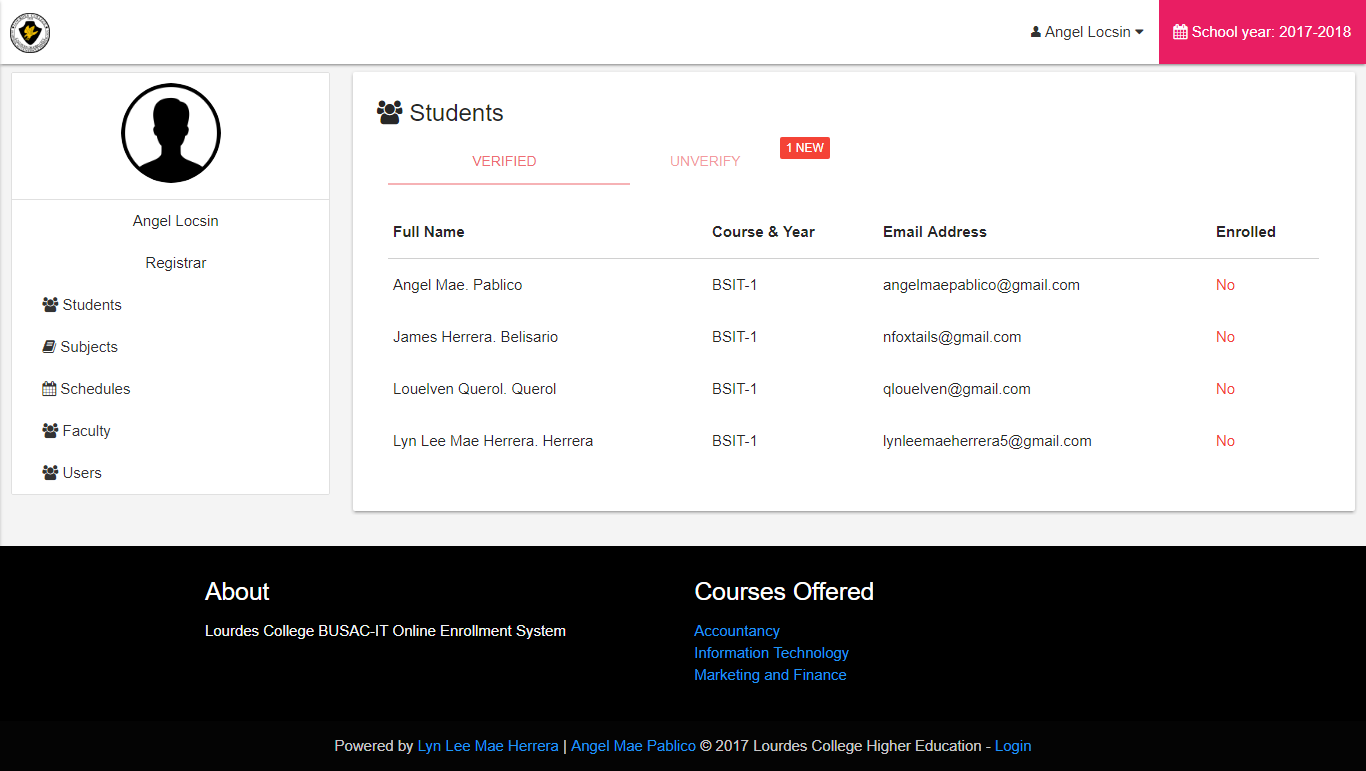 Angel Locsin
School year: 2017-2018
Angel Locsin
Registrar
Students
Subjects
Schedules
Faculty
Users
Students
VERIFIED UNVERIFY 1 NEW
Full Name Course & Year Email Address Enrolled
Angel Mae. Pablico BSIT-1 angelmaepablico@gmail.com No
James Herrera. Belisario BSIT-1 nfoxtails@gmail.com No
Louelven Querol. Querol BSIT-1 qlouelven@gmail.com No
Lyn Lee Mae Herrera. Herrera BSIT-1 lynleemaeherrera5@gmail.com No
About
Lourdes College BUSAC-IT Online Enrollment System
Courses Offered
Accountancy
Information Technology
Marketing and Finance
Powered by Lyn Lee Mae Herrera | Angel Mae Pablico © 2017 Lourdes College Higher Education - Login